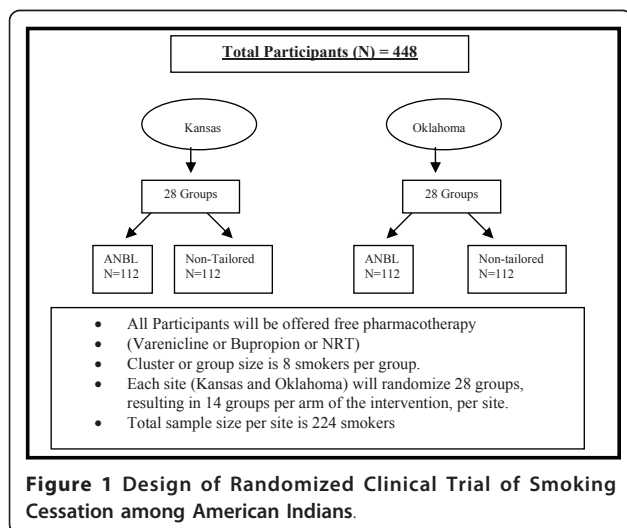 Total Participants (N) = 448
Kansas
Oklahoma
28 Groups
28 Groups
ANBL
N=112
Non-Tailored
N=112
ANBL
N=112
Non-tailored
N=112
• All Participants will be offered free pharmacotherapy
• (Varenicline or Bupropion or NRT)
• Cluster or group size is 8 smokers per group.
• Each site (Kansas and Oklahoma) will randomize 28 groups,
resulting in 14 groups per arm of the intervention, per site.
• Total sample size per site is 224 smokers
Figure 1 Design of Randomized Clinical Trial of Smoking
Cessation among American Indians.